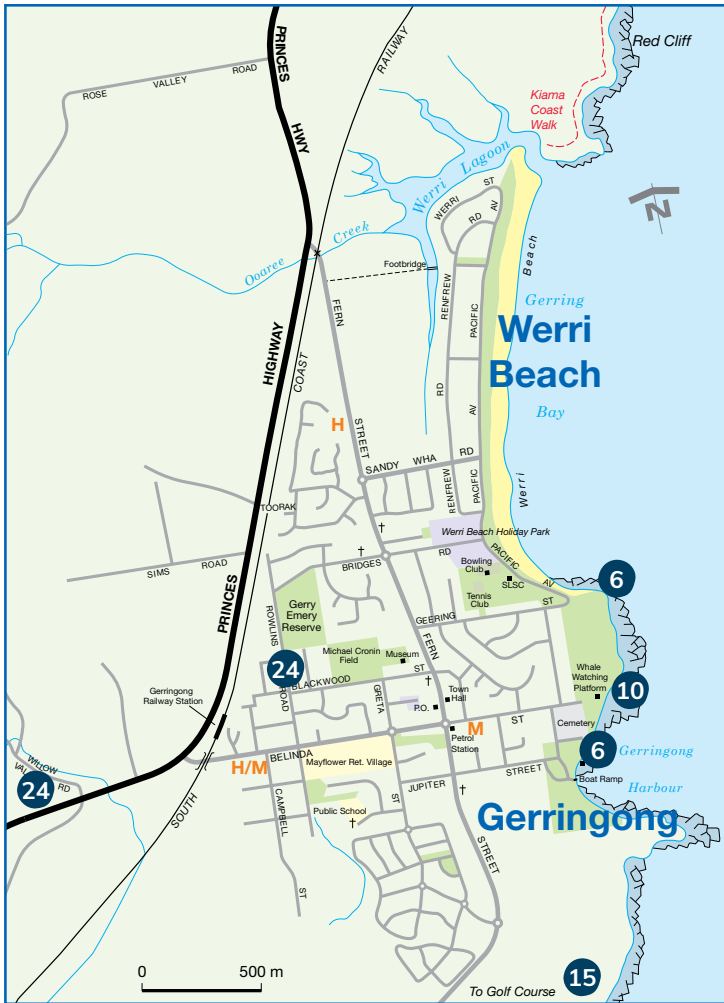 Red Cliff
PRINCES
RAILWAY
ROSE VALLEY ROAD
Kiama
Coast
Walk
HWY
Werri Lagoon
WERRI ST
RD
AV
N
Ooaree Creek
Footbridge
Beach
FERN
RENFREW
PACIFIC
Gerring
Werri
Beach
HIGHWAY
COAST
RD
AV
Bay
H
STREET
SANDY WHA RD
RENFREW
PACIFIC
Werri
TOORAK
Werri Beach Holiday Park
BRIDGES RD
PACIFIC AV
SIMS ROAD
Bowling
Club
SLSC
6
PRINCES
Tennis
Club
ST
Gerry
Emery
Reserve
ROWLINS
GEERING
FERN
Michael Cronin
Field
Museum
24
ROAD
BLACKWOOD ST
Whale
Watching
Platform
10
Gerringong
Railway Station
GRETA
Town
Hall
P.O.
ST
Cemetery
M
Petrol
Station
6
Gerringong
BELINDA
H/M
Mayflower Ret. Village
STREET
Boat Ramp
WILLOW
VAL
RD
24
JUPITER
Harbour
SOUTH
CAMPBELL
ST
Public School
ST
Gerringong
STREET
0
500 m
To Golf Course
15